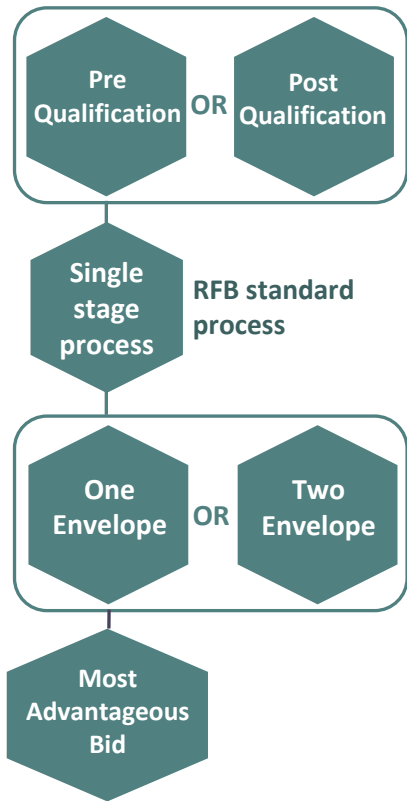 Pre
Qualification
OR
Post
Qualification
Single
stage
process
RFB standard
process
One
Envelope
OR
Two
Envelope
Most
Advantageous
Bid